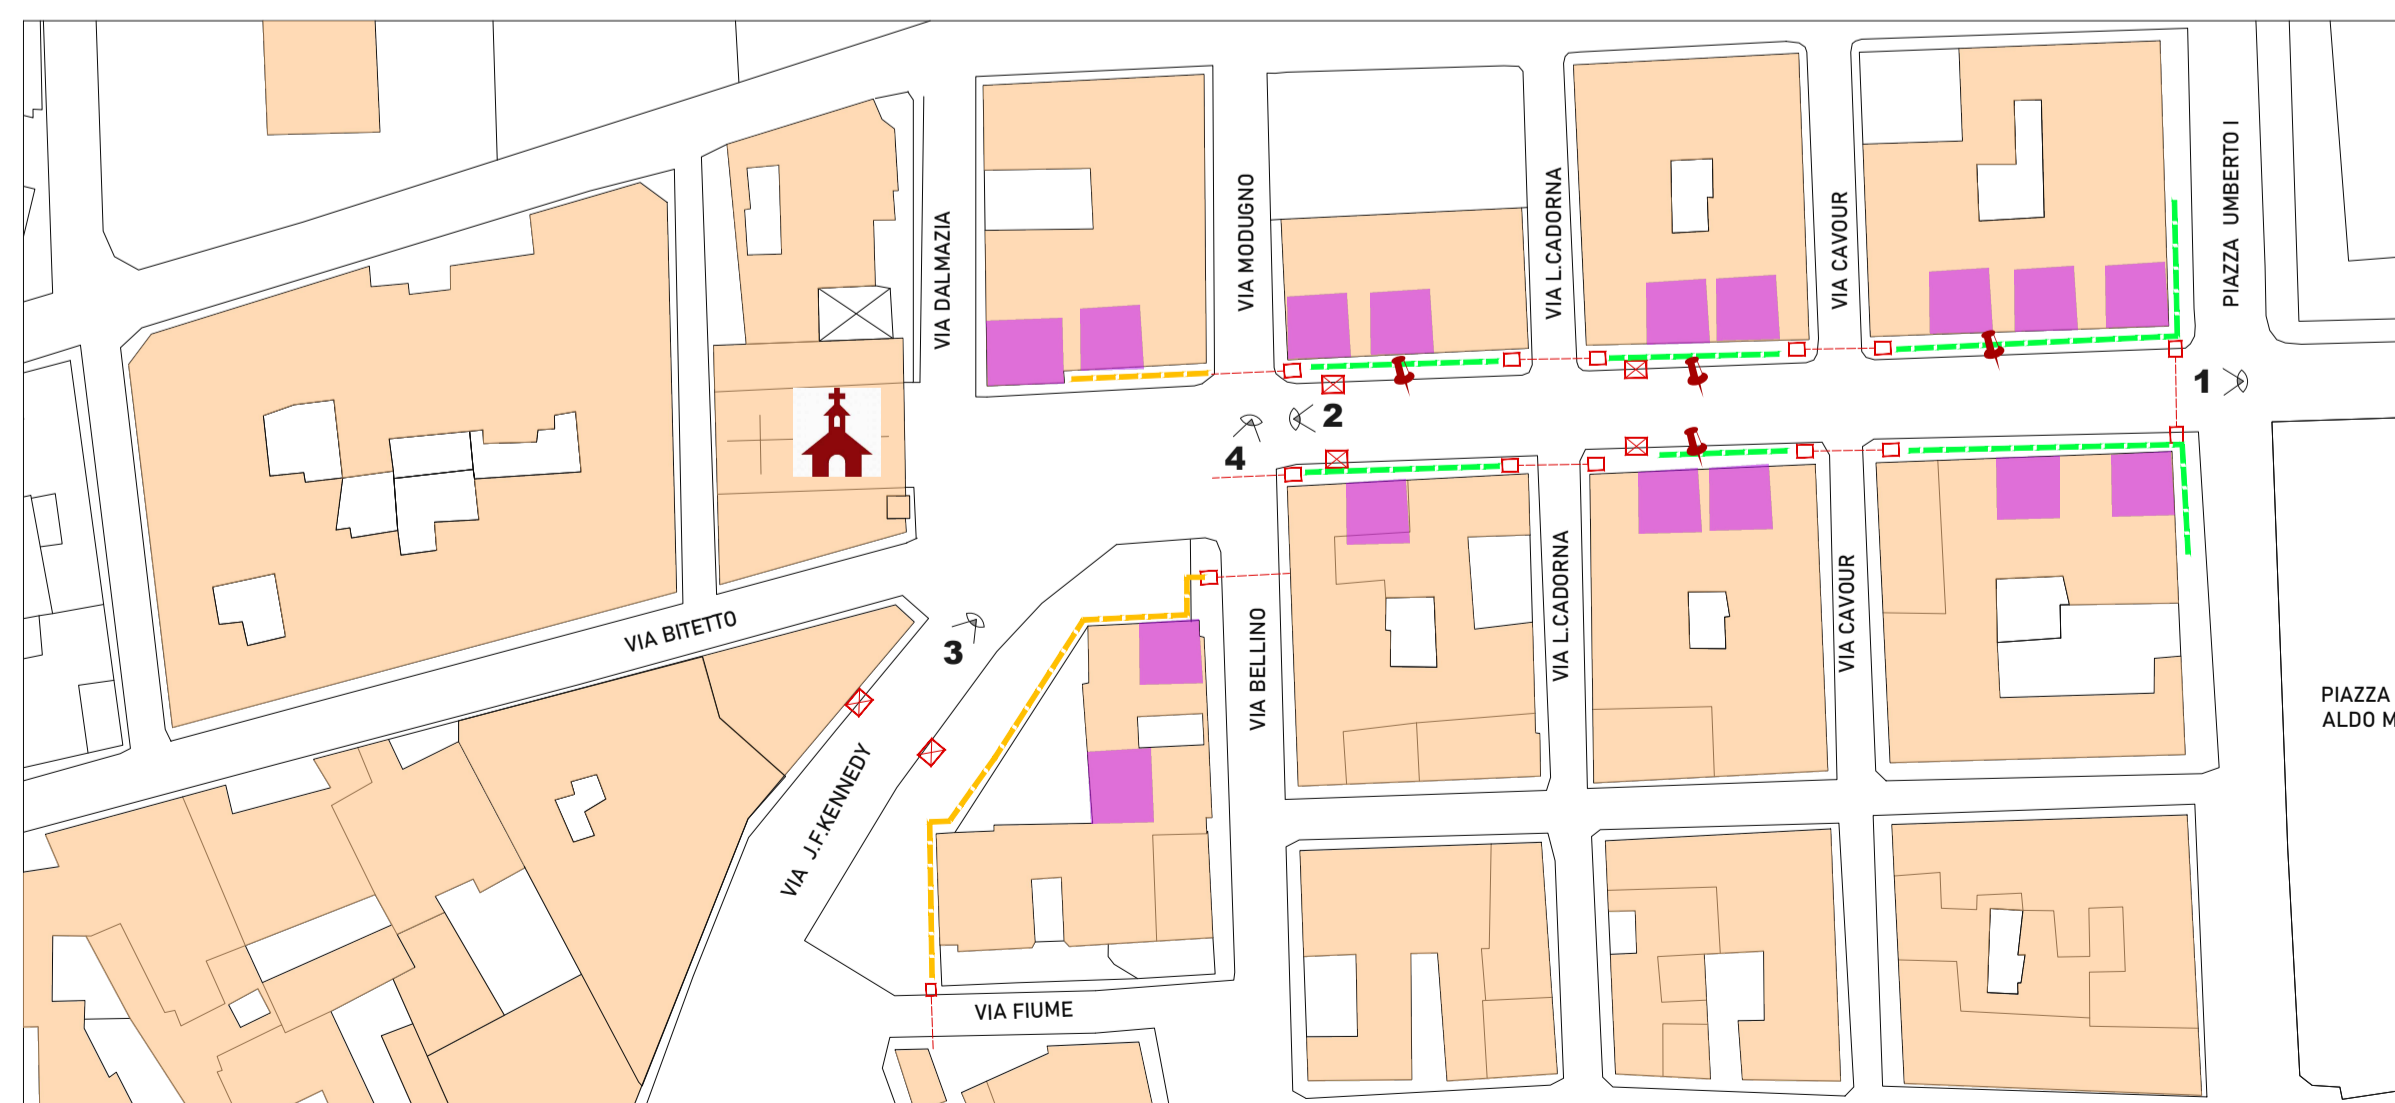 VIA DALMAZIA
VIA MODUGNO
VIA L.CADORNA
VIA CAVOUR
PIAZZA UMBERTO I
1
2
4
3
VIA BITETTO
VIA J.F.KENNEDY
VIA BELLINO
VIA L.CADORNA
VIA CAVOUR
PIAZZA
ALDO M
VIA FIUME